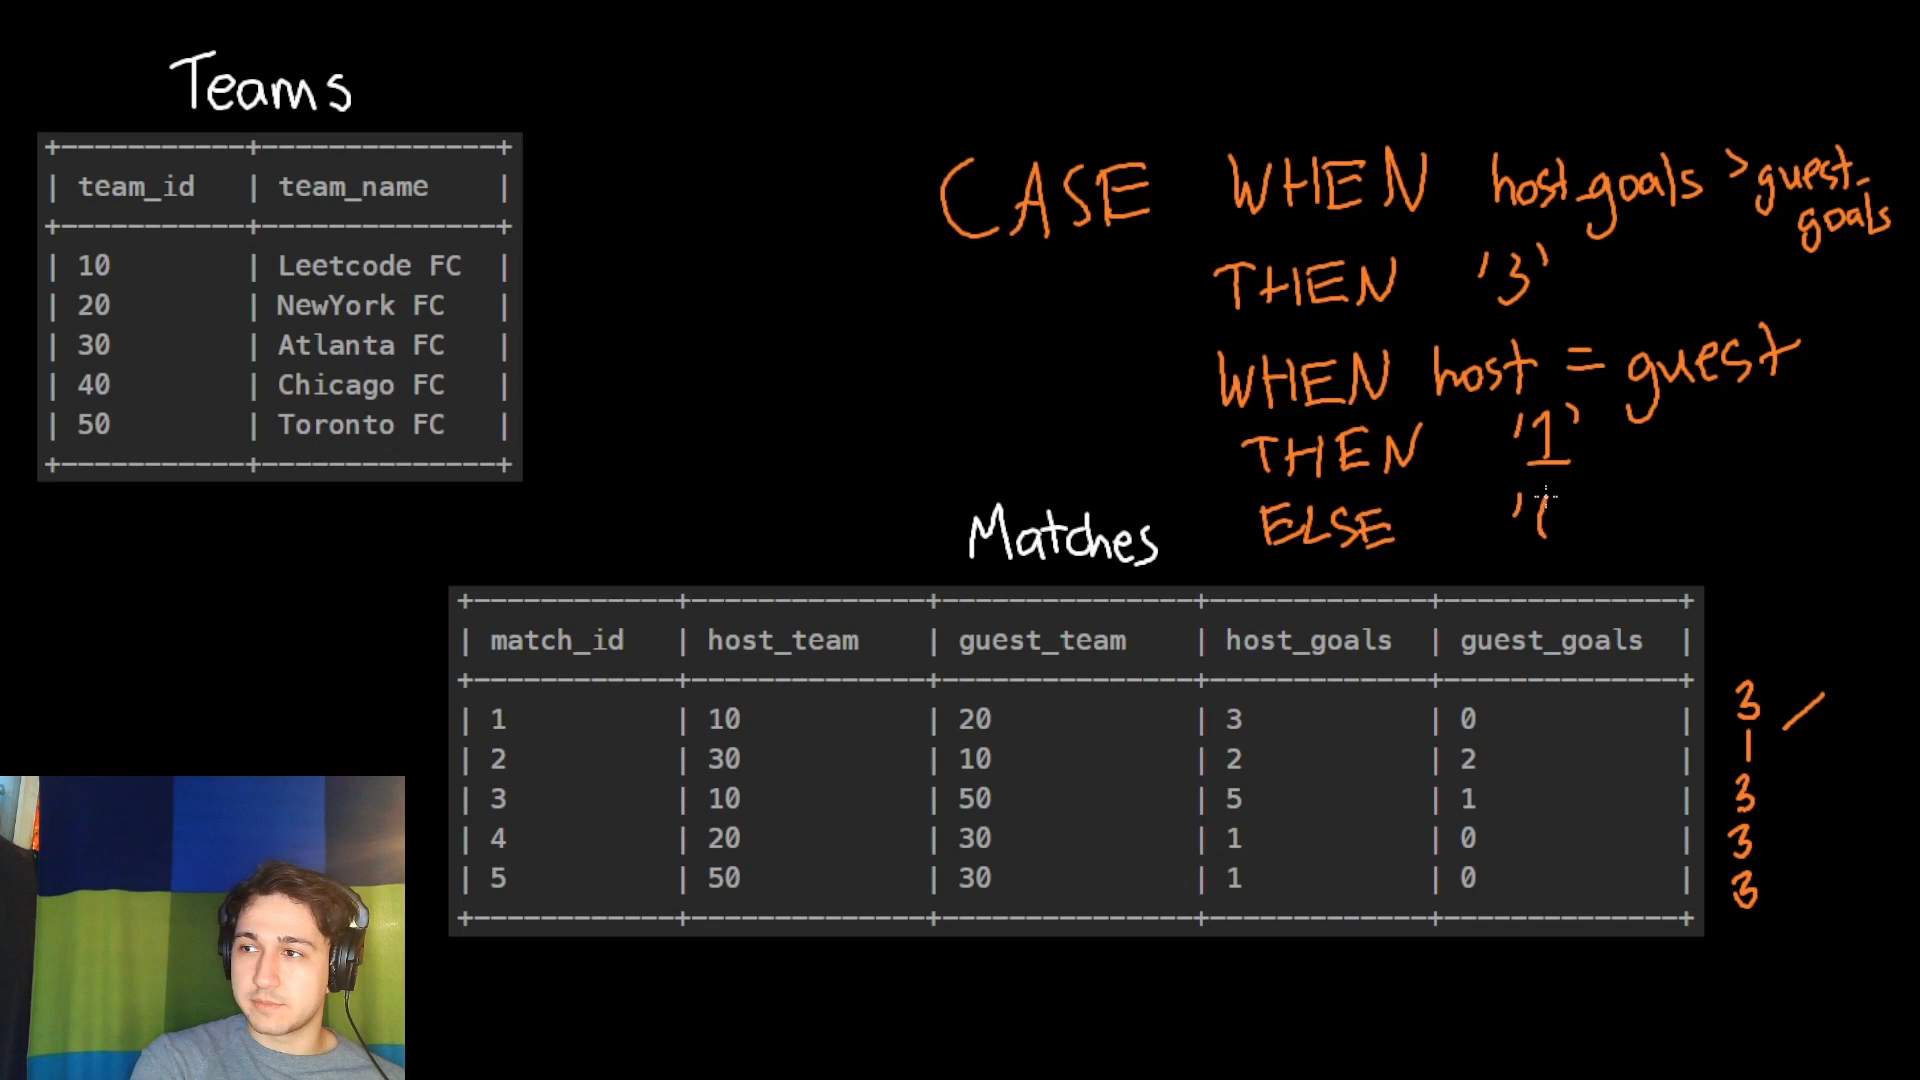 Teams
+-----------+--------------+
| team_id | team_name |
+-----------+--------------+
| 10 | Leetcode FC |
| 20 | NewYork FC |
| 30 | Atlanta FC |
| 40 | Chicago FC |
| 50 | Toronto FC |
+-----------+--------------+
CASE WHEN host_goals > guest_
goals
THEN '3'
WHEN host = guest
THEN '1'
ELSE '(
Matches
+------------+--------------+---------------+-------------+--------------+
| match_id | host_team | guest_team | host_goals | guest_goals |
+------------+--------------+---------------+-------------+--------------+
| 1 | 10 | 20 | 3 | 0 | 3 /
| 2 | 30 | 10 | 2 | 2 | 1
| 3 | 10 | 50 | 5 | 1 | 3
| 4 | 20 | 30 | 1 | 0 | 3
| 5 | 50 | 30 | 1 | 0 | 3
+------------+--------------+---------------+-------------+--------------+